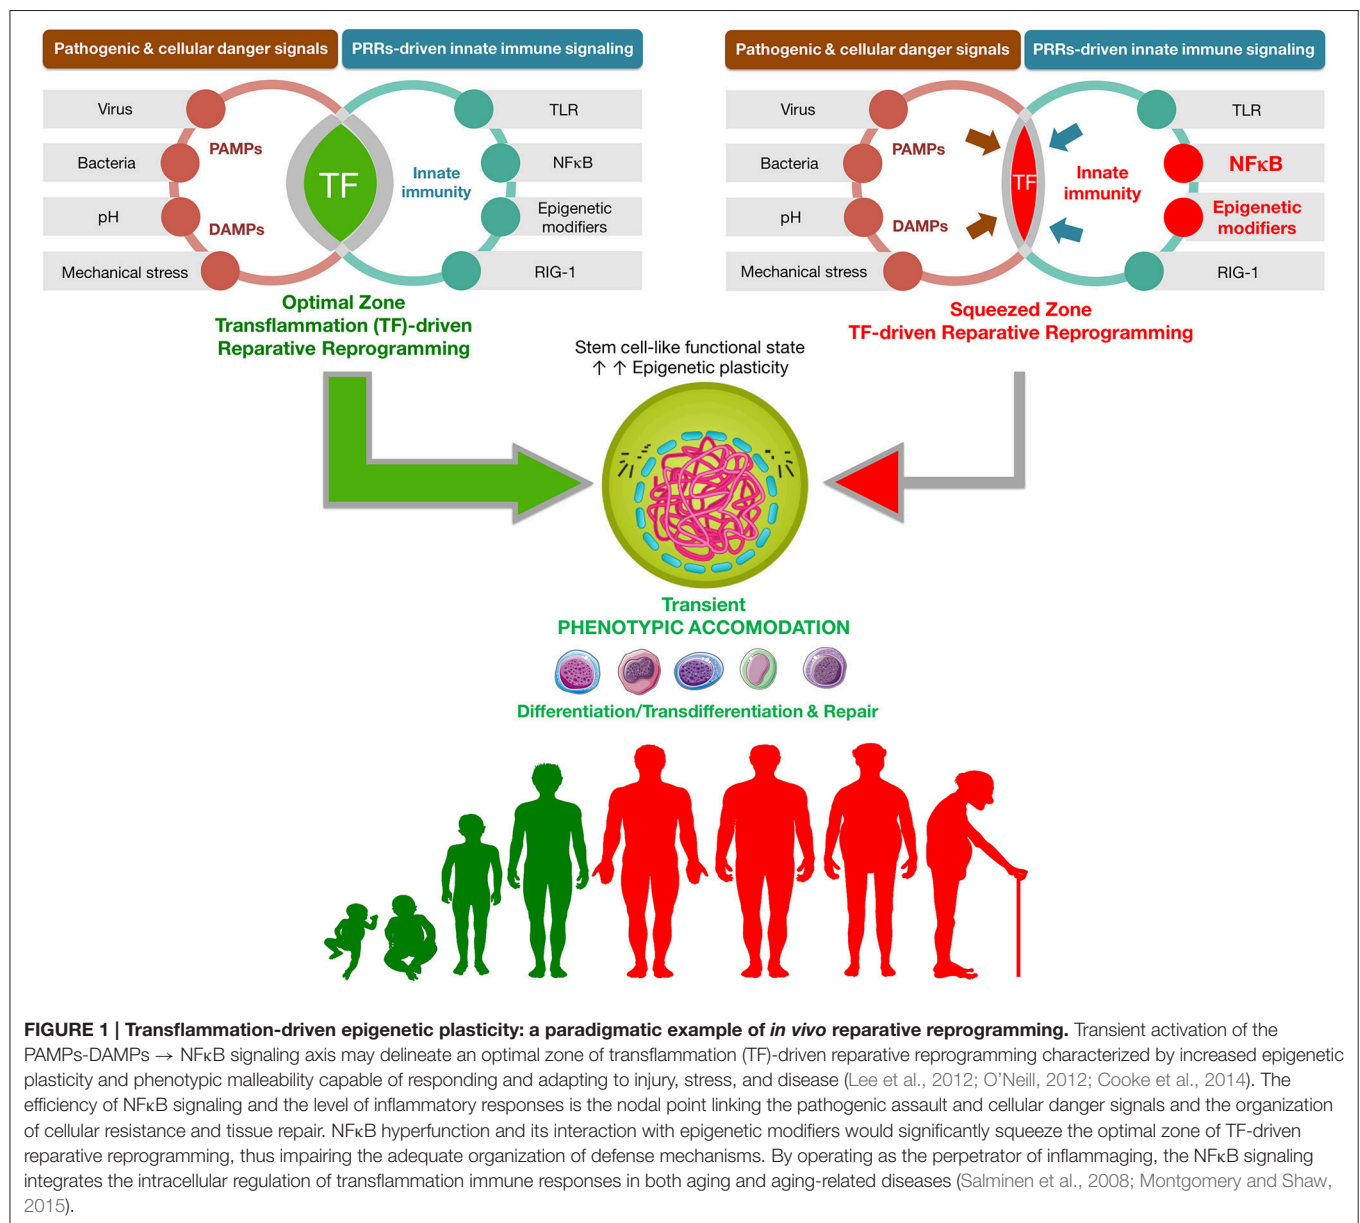 Pathogenic & cellular danger signals
PRRs-driven innate immune signaling
Virus
Bacteria
pH
Mechanical stress
PAMPs
DAMPs
TF
Innate
immunity
TLR
NFκB
Epigenetic
modifiers
RIG-1
Optimal Zone
Transflammation (TF)-driven
Reparative Reprogramming
Pathogenic & cellular danger signals
PRRs-driven innate immune signaling
Virus
Bacteria
pH
Mechanical stress
PAMPs
DAMPs
TF
Innate
immunity
TLR
NFκB
Epigenetic
modifiers
RIG-1
Squeezed Zone
TF-driven Reparative Reprogramming
Stem cell-like functional state
↑ ↑ Epigenetic plasticity
Transient
PHENOTYPIC ACCOMODATION
Differentiation/Transdifferentiation & Repair
FIGURE 1 | Transflammation-driven epigenetic plasticity: a paradigmatic example of in vivo reparative reprogramming. Transient activation of the
PAMPs-DAMPs → NFκB signaling axis may delineate an optimal zone of transflammation (TF)-driven reparative reprogramming characterized by increased epigenetic
plasticity and phenotypic malleability capable of responding and adapting to injury, stress, and disease (Lee et al., 2012; O'Neill, 2012; Cooke et al., 2014). The
efficiency of NFκB signaling and the level of inflammatory responses is the nodal point linking the pathogenic assault and cellular danger signals and the organization
of cellular resistance and tissue repair. NFκB hyperfunction and its interaction with epigenetic modifiers would significantly squeeze the optimal zone of TF-driven
reparative reprogramming, thus impairing the adequate organization of defense mechanisms. By operating as the perpetrator of inflammaging, the NFκB signaling
integrates the intracellular regulation of transflammation immune responses in both aging and aging-related diseases (Salminen et al., 2008; Montgomery and Shaw,
2015).